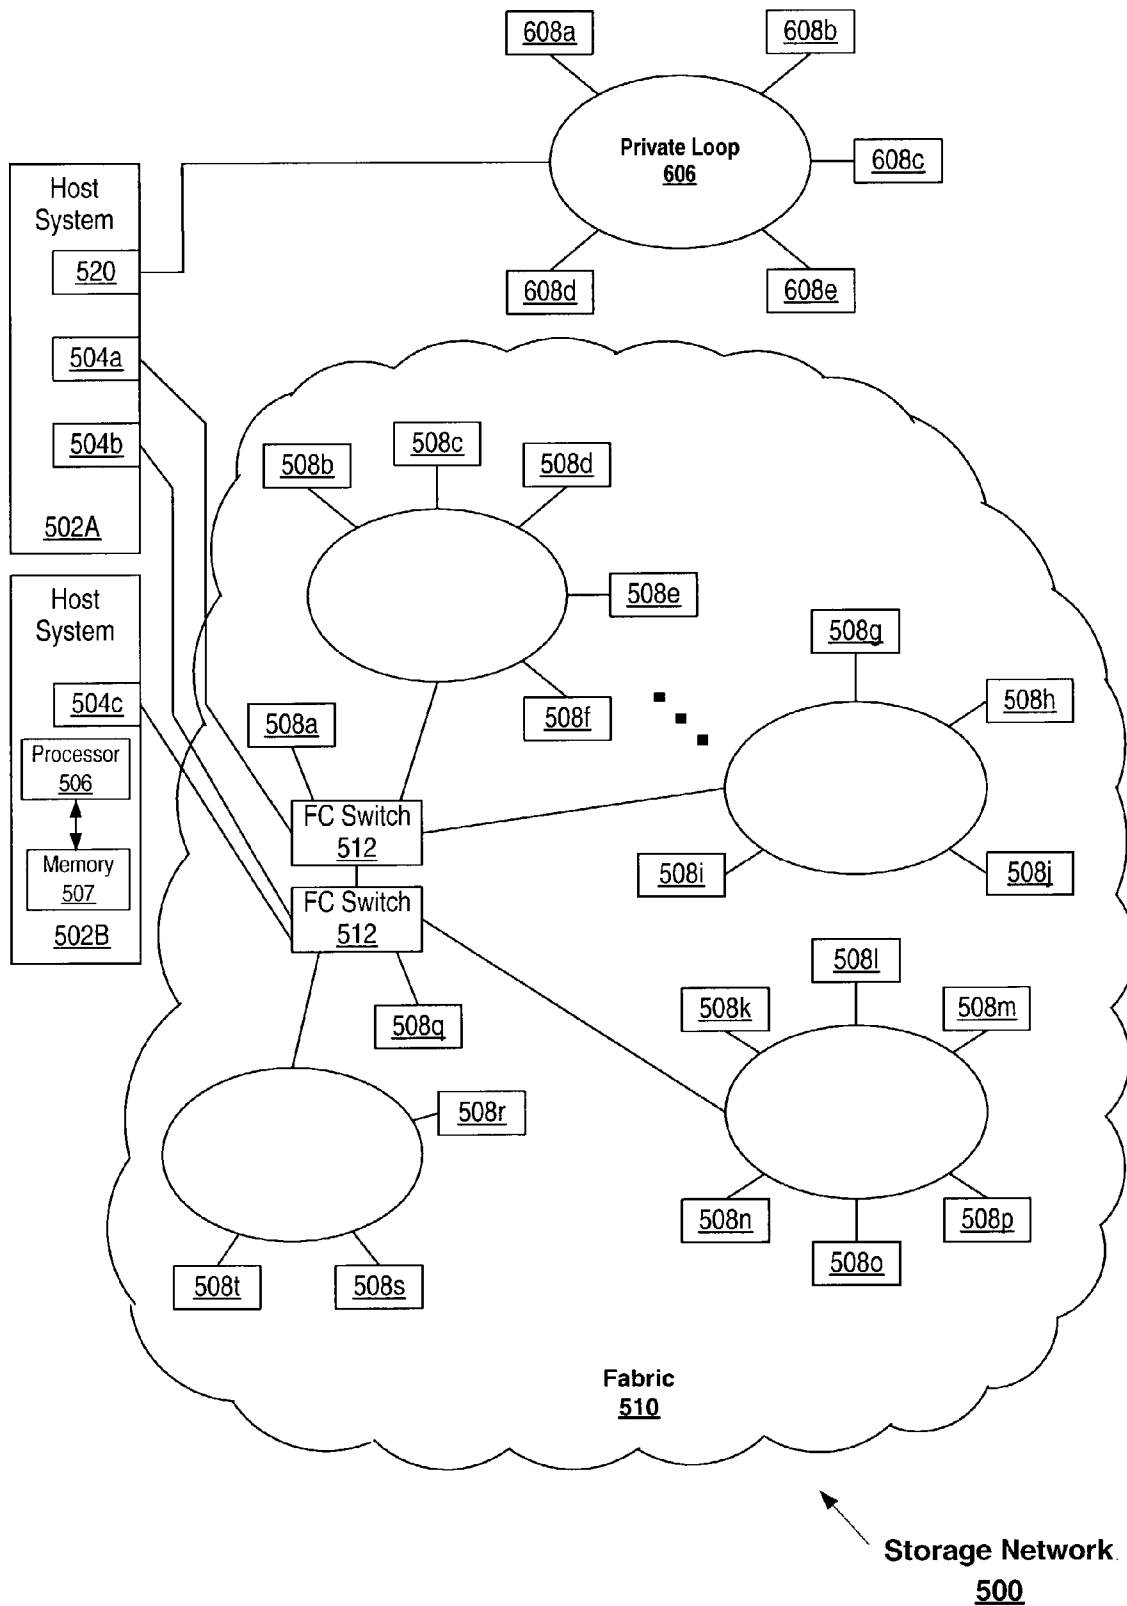 608a
608b
Private Loop
606
608c
608d
608e
Host
System
520
504a
504b
502A
Host
System
504c
Processor
506
Memory
507
502B
508b
508c
508d
508e
508f
508a
508g
508h
508i
508j
FC Switch
512
FC Switch
512
508q
508l
508k
508m
508n
508o
508p
508r
508t
508s
Fabric
510
Storage Network
500